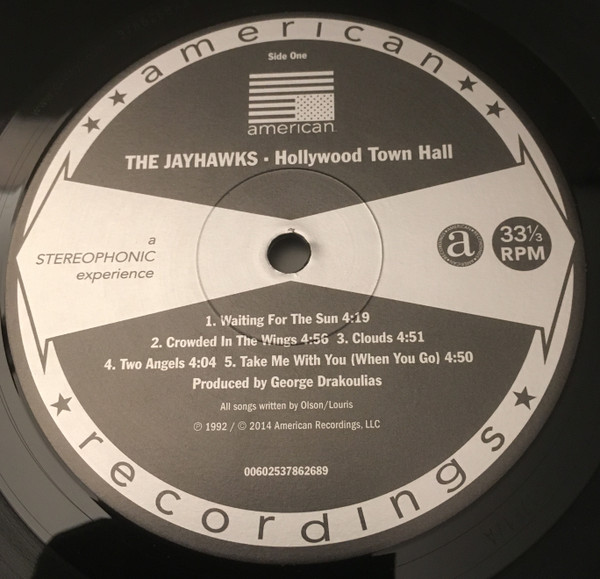 american
Side One
american
THE JAYHAWKS · Hollywood Town Hall
a
STEREOPHONIC
experience
a
33⅓
RPM
1. Waiting For The Sun 4:19
2. Crowded In The Wings 4:56 3. Clouds 4:51
4. Two Angels 4:04 5. Take Me With You (When You Go) 4:50
Produced by George Drakoulias
All songs written by Olson/Louris
℗ 1992 / © 2014 American Recordings, LLC
00602537862689
recordings